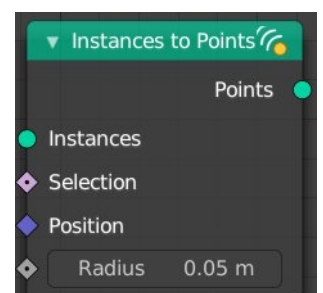 Instances to Points
Points
Instances
Selection
Position
Radius 0.05 m